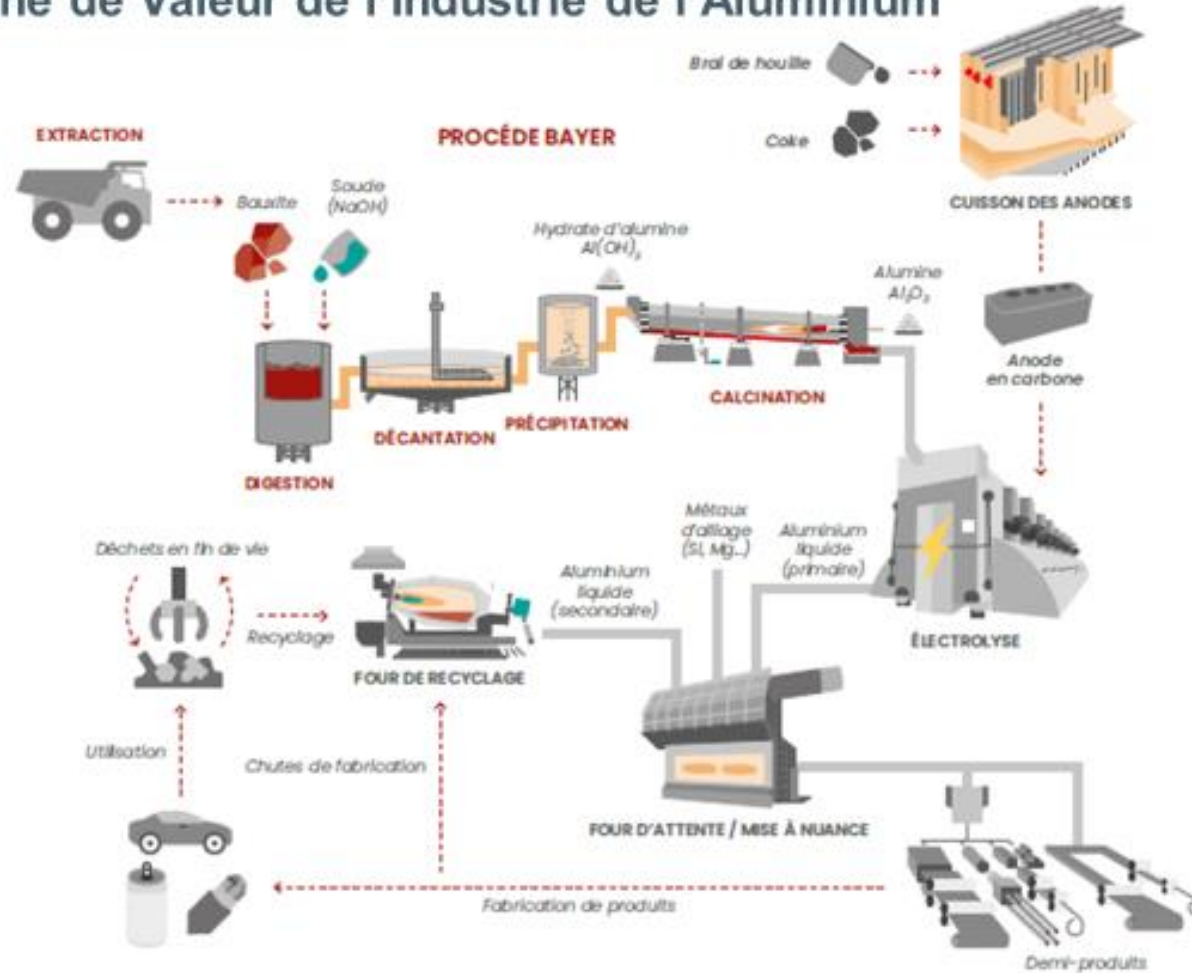 ne de Valeur de l'Industrie de l'Aluminium
Brai de houille
Coke
CUISSON DES ANODES
EXTRACTION
PROCÉDE BAYER
Bauxite
Soude
(NaOH)
Hydrate d'alumine
Al(OH)₃
Alumine
Al₂O₃
Anode
en carbone
CALCINATION
PRÉCIPITATION
DÉCANTATION
DIGESTION
Métaux
d'alliage
(Si, Mg...)
Aluminium
liquide
(primaire)
ÉLECTROLYSE
Déchets en fin de vie
Recyclage
Aluminium
liquide
(secondaire)
FOUR DE RECYCLAGE
Utilisation
Chutes de fabrication
FOUR D'ATTENTE / MISE À NUANCE
Fabrication de produits
Demi-produits